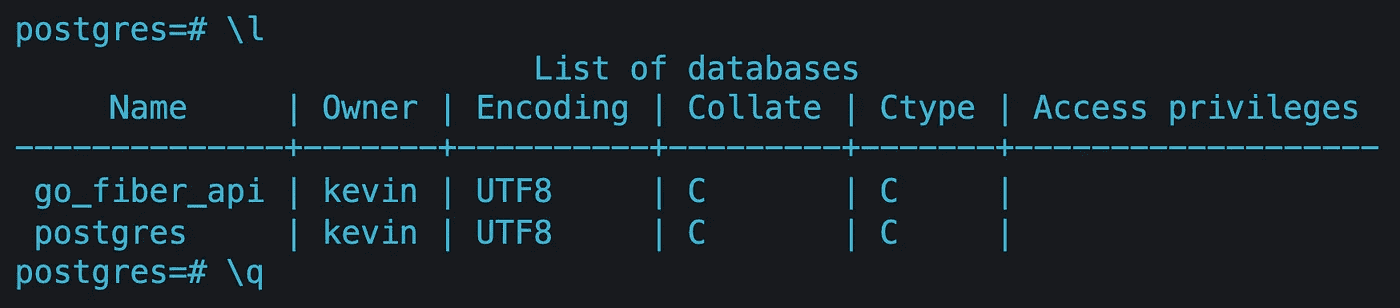 postgres=# \l
List of databases
Name | Owner | Encoding | Collate | Ctype | Access privileges
--------------+-------+----------+---------+-------+-------------------
go_fiber_api | kevin | UTF8 | C | C |
postgres | kevin | UTF8 | C | C |
postgres=# \q